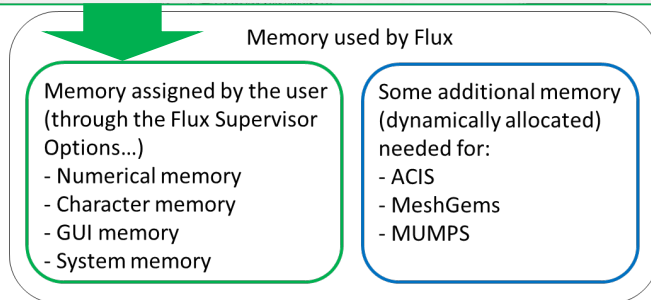 Memory used by Flux
Memory assigned by the user
(through the Flux Supervisor
Options...)
- Numerical memory
- Character memory
- GUI memory
- System memory
Some additional memory
(dynamically allocated)
needed for:
- ACIS
- MeshGems
- MUMPS